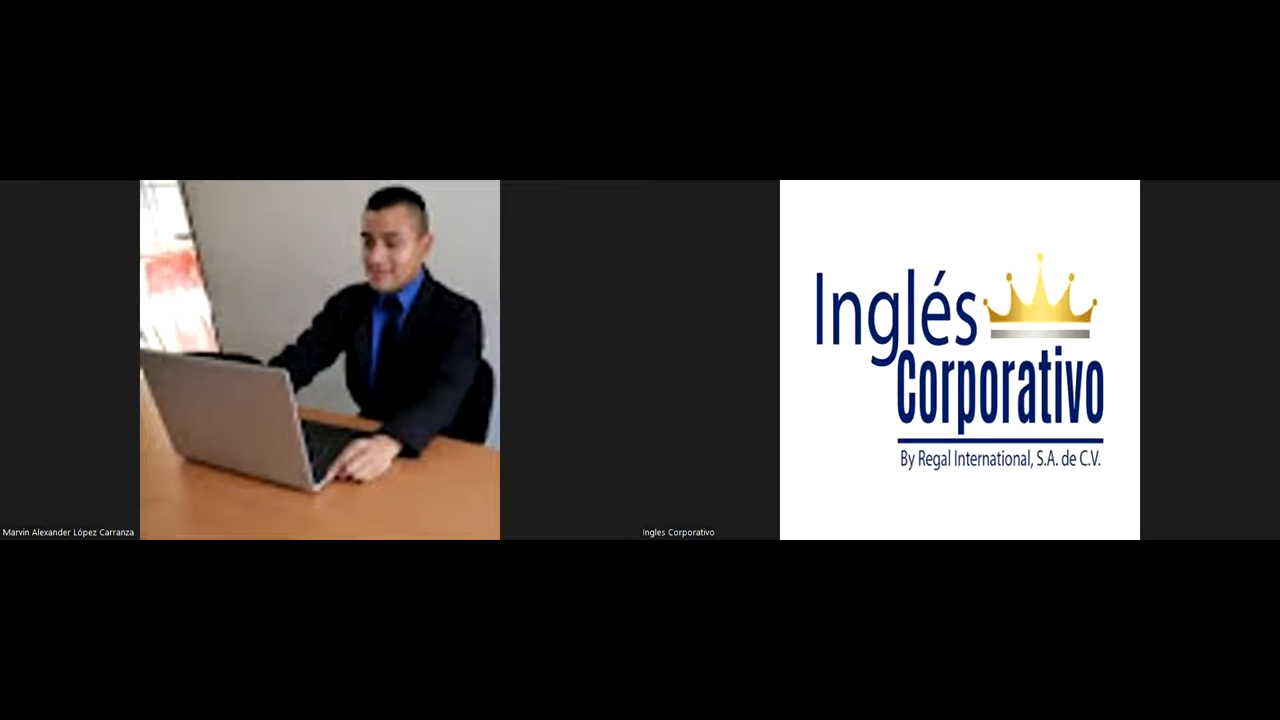 Inglés
Corporativo
By Regal International, S.A. de C.V.
Marvin Alexander López Carranza
Ingles Corporativo